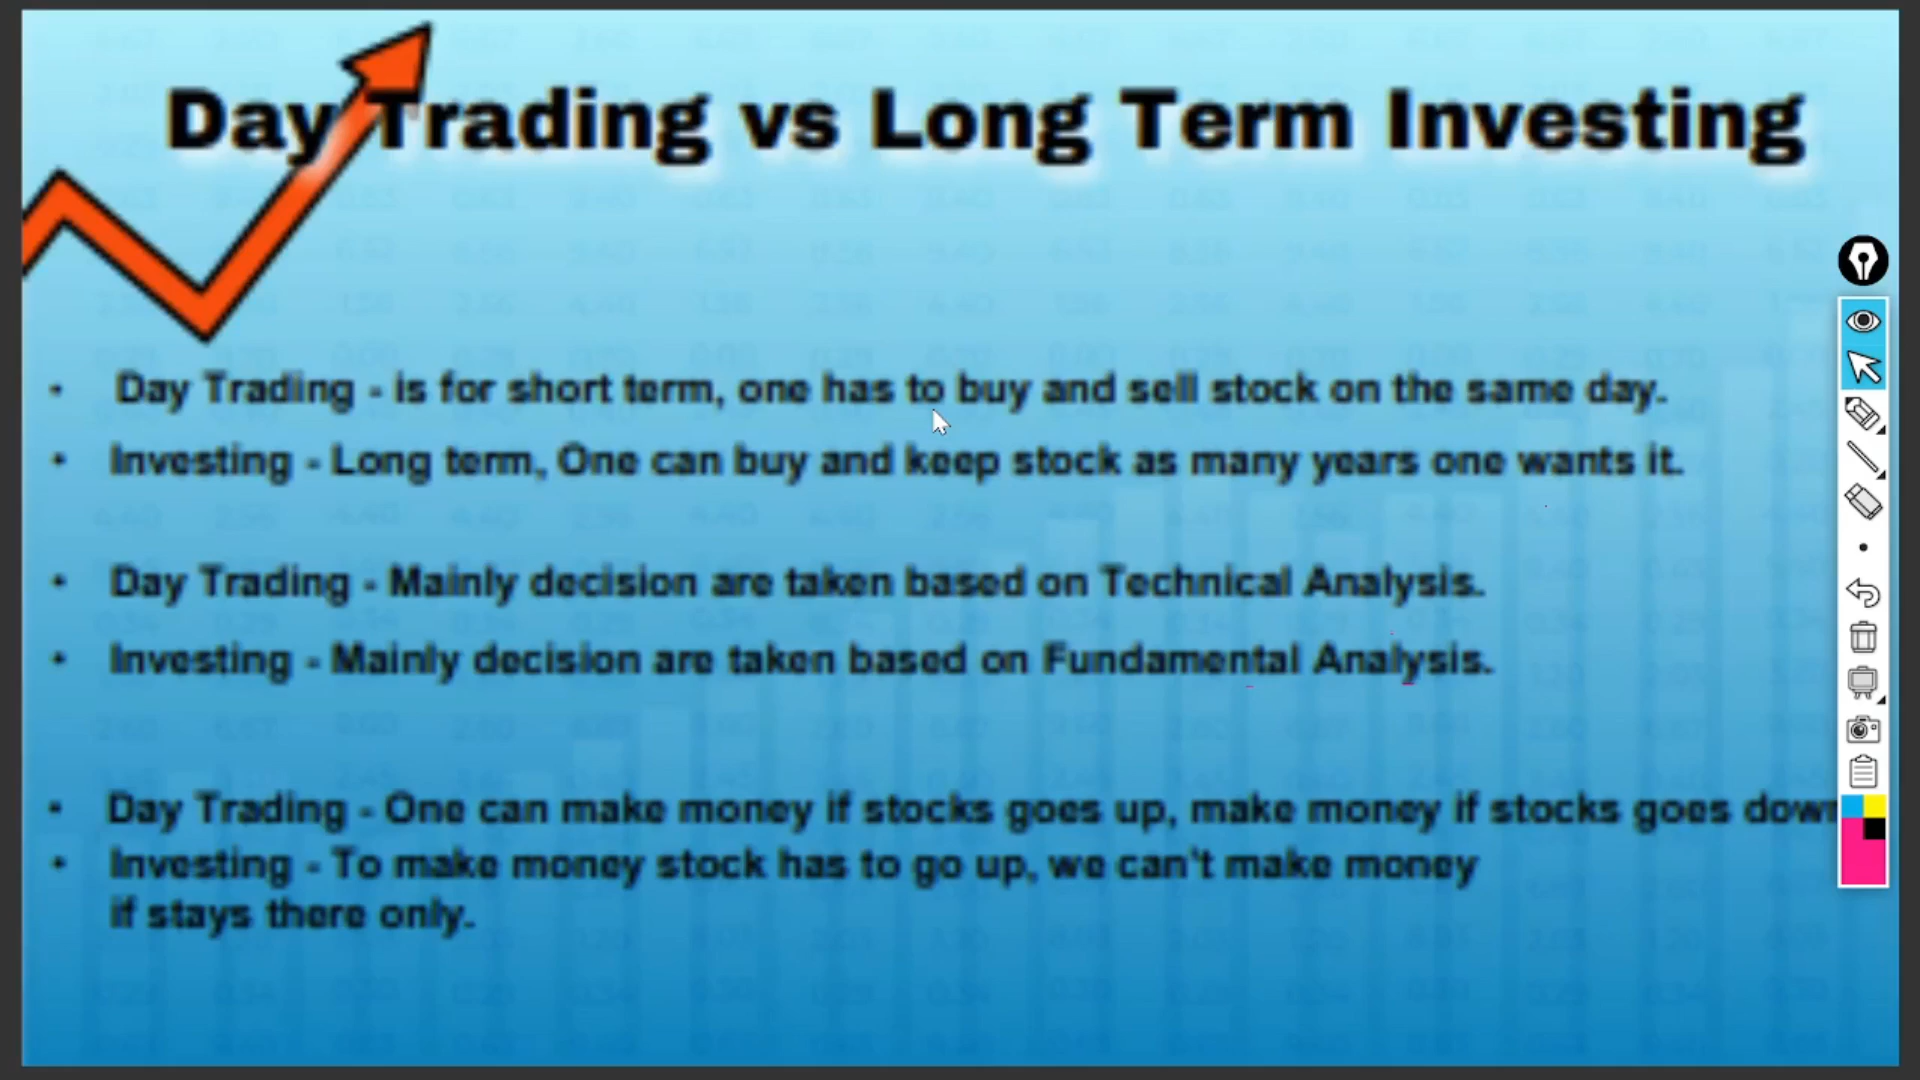 Day Trading vs Long Term Investing
• Day Trading - is for short term, one has to buy and sell stock on the same day.
• Investing - Long term, One can buy and keep stock as many years one wants it.
• Day Trading - Mainly decision are taken based on Technical Analysis.
• Investing - Mainly decision are taken based on Fundamental Analysis.
• Day Trading - One can make money if stocks goes up, make money if stocks goes down
• Investing - To make money stock has to go up, we can't make money
if stays there only.